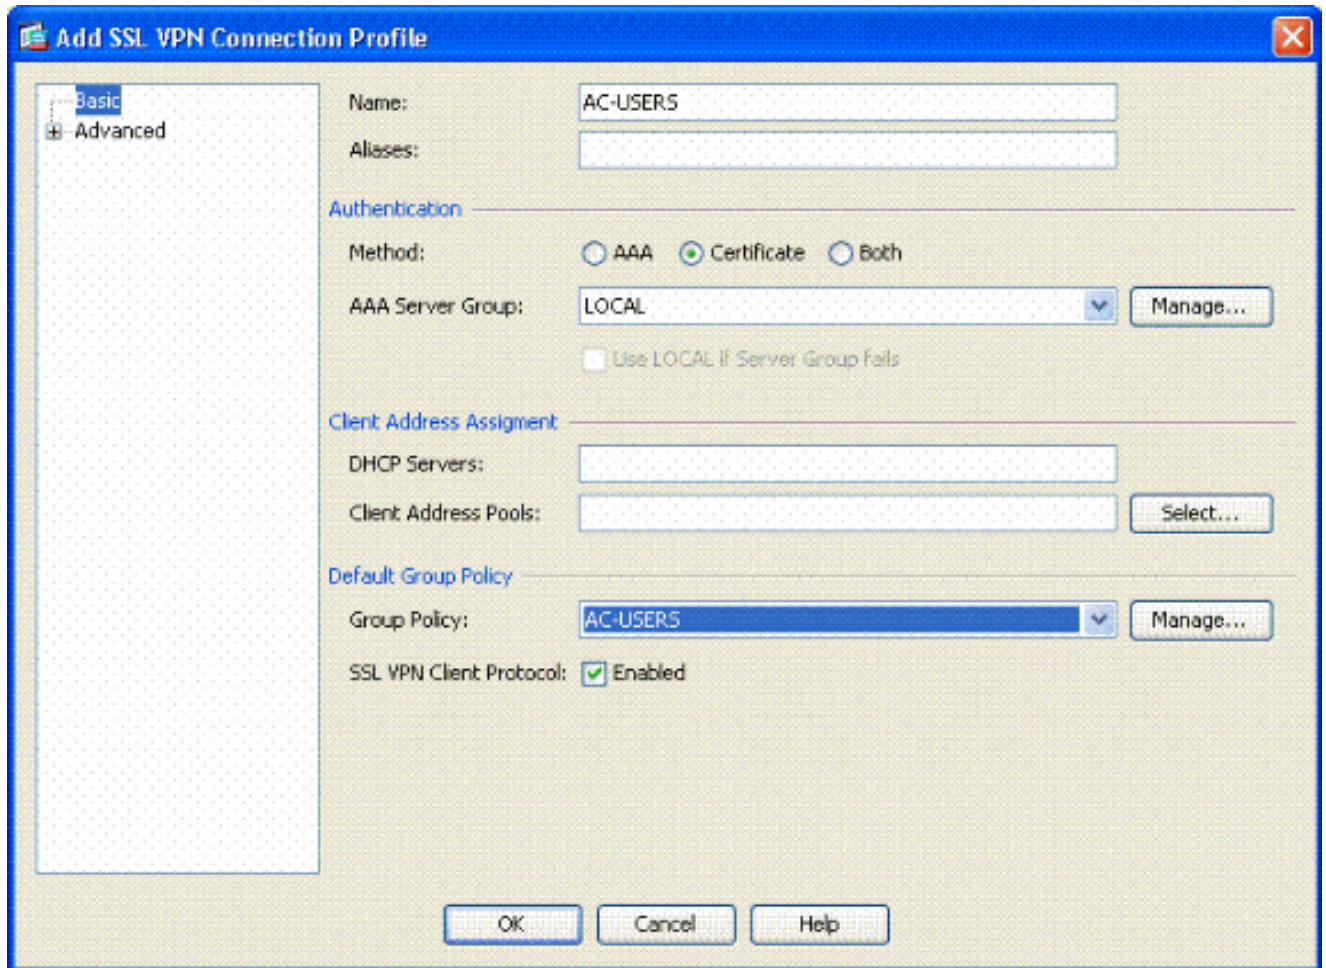 Add SSL VPN Connection Profile
Basic
Advanced
Name: AC-USERS
Aliases:
Authentication
Method: AAA Certificate Both
AAA Server Group: LOCAL Manage...
Use LOCAL if Server Group fails
Client Address Assigment
DHCP Servers:
Client Address Pools: Select...
Default Group Policy
Group Policy: AC-USERS Manage...
SSL VPN Client Protocol: Enabled
OK Cancel Help